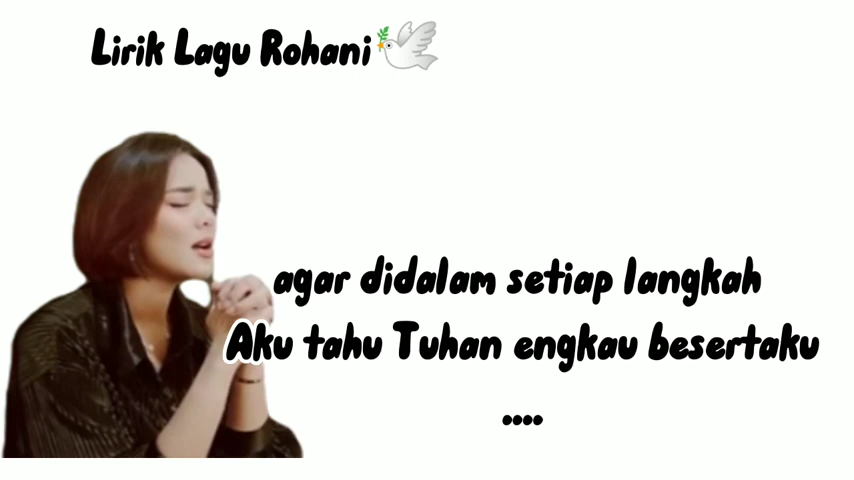 Lirik Lagu Rohani🕊️
agar didalam setiap langkah
Aku tahu Tuhan engkau besertaku
....